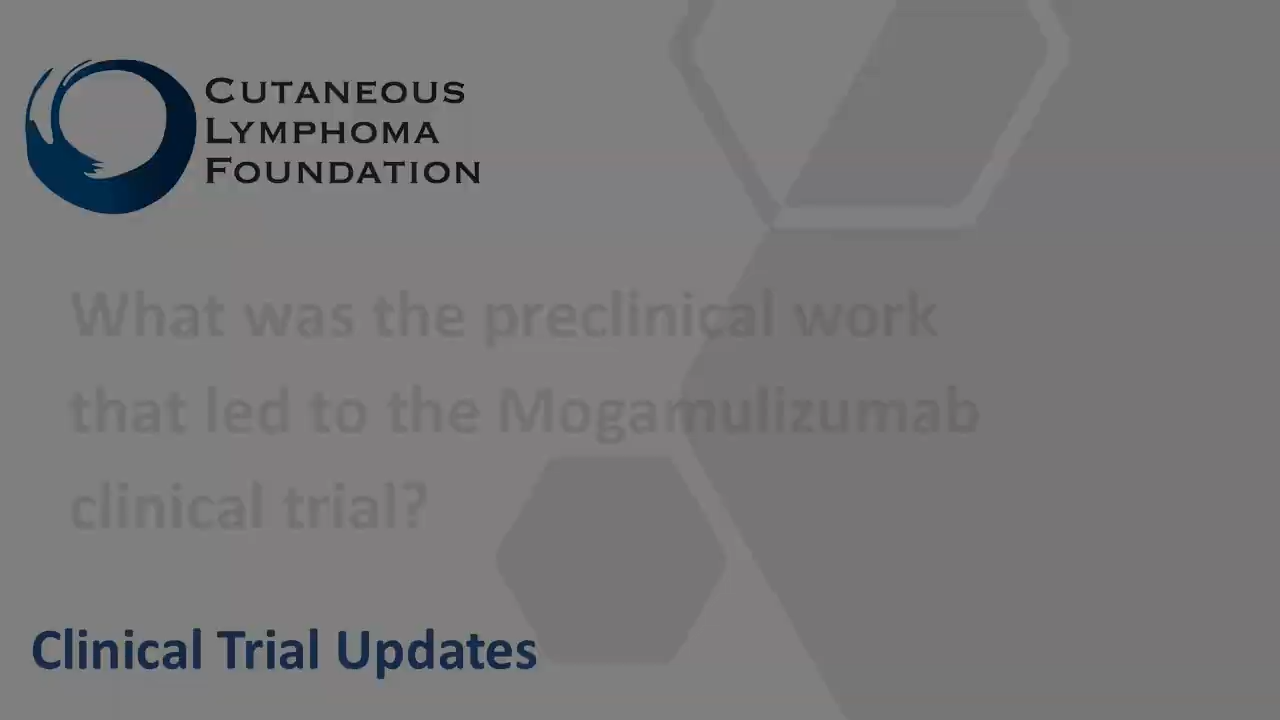 CUTANEOUS
LYMPHOMA
FOUNDATION
What was the preclinical work
that led to the Mogamulizumab
clinical trial?
Clinical Trial Updates